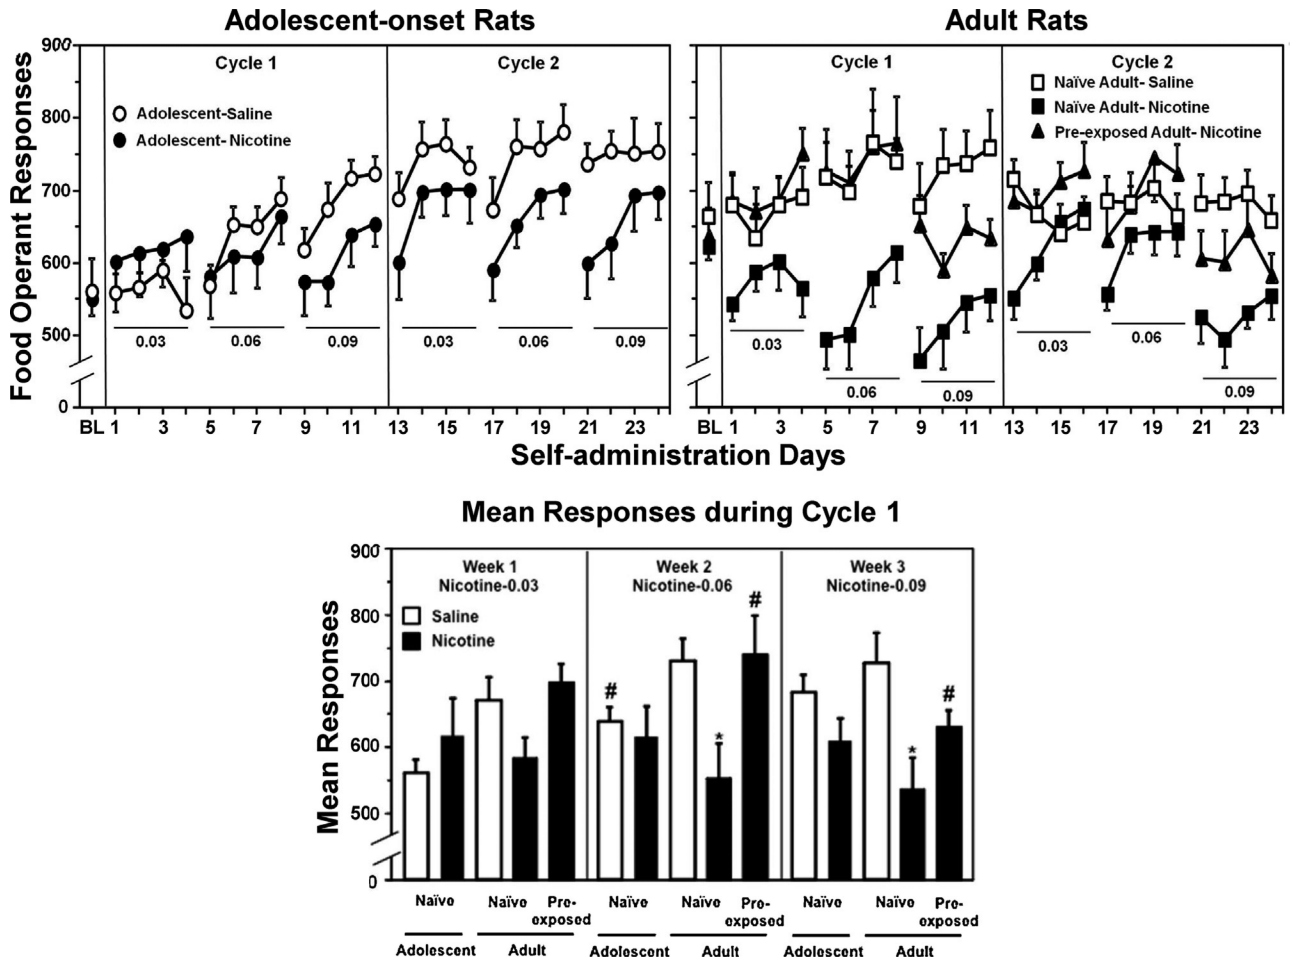 Adolescent-onset Rats
Adult Rats
Food Operant Responses
900
800
700
600
500
0
Cycle 1
Cycle 2
Adolescent-Saline
Adolescent-Nicotine
0.03
0.06
0.09
0.03
0.06
0.09
BL 1 3 5 7 9 11 13 15 17 19 21 23
Cycle 1
Cycle 2
Naïve Adult- Saline
Naïve Adult- Nicotine
Pre-exposed Adult- Nicotine
0.03
0.06
0.09
0.03
0.06
0.09
BL 1 3 5 7 9 11 13 15 17 19 21 23
Self-administration Days
Mean Responses during Cycle 1
Mean Responses
900
800
700
600
500
0
Week 1
Nicotine-0.03
Week 2
Nicotine-0.06
Week 3
Nicotine-0.09
Saline
Nicotine
# * # * #
Naïve Naïve Pre-exposed Naïve Naïve Pre-exposed Naïve Naïve Pre-exposed
Adolescent Adult Adolescent Adult Adolescent Adult